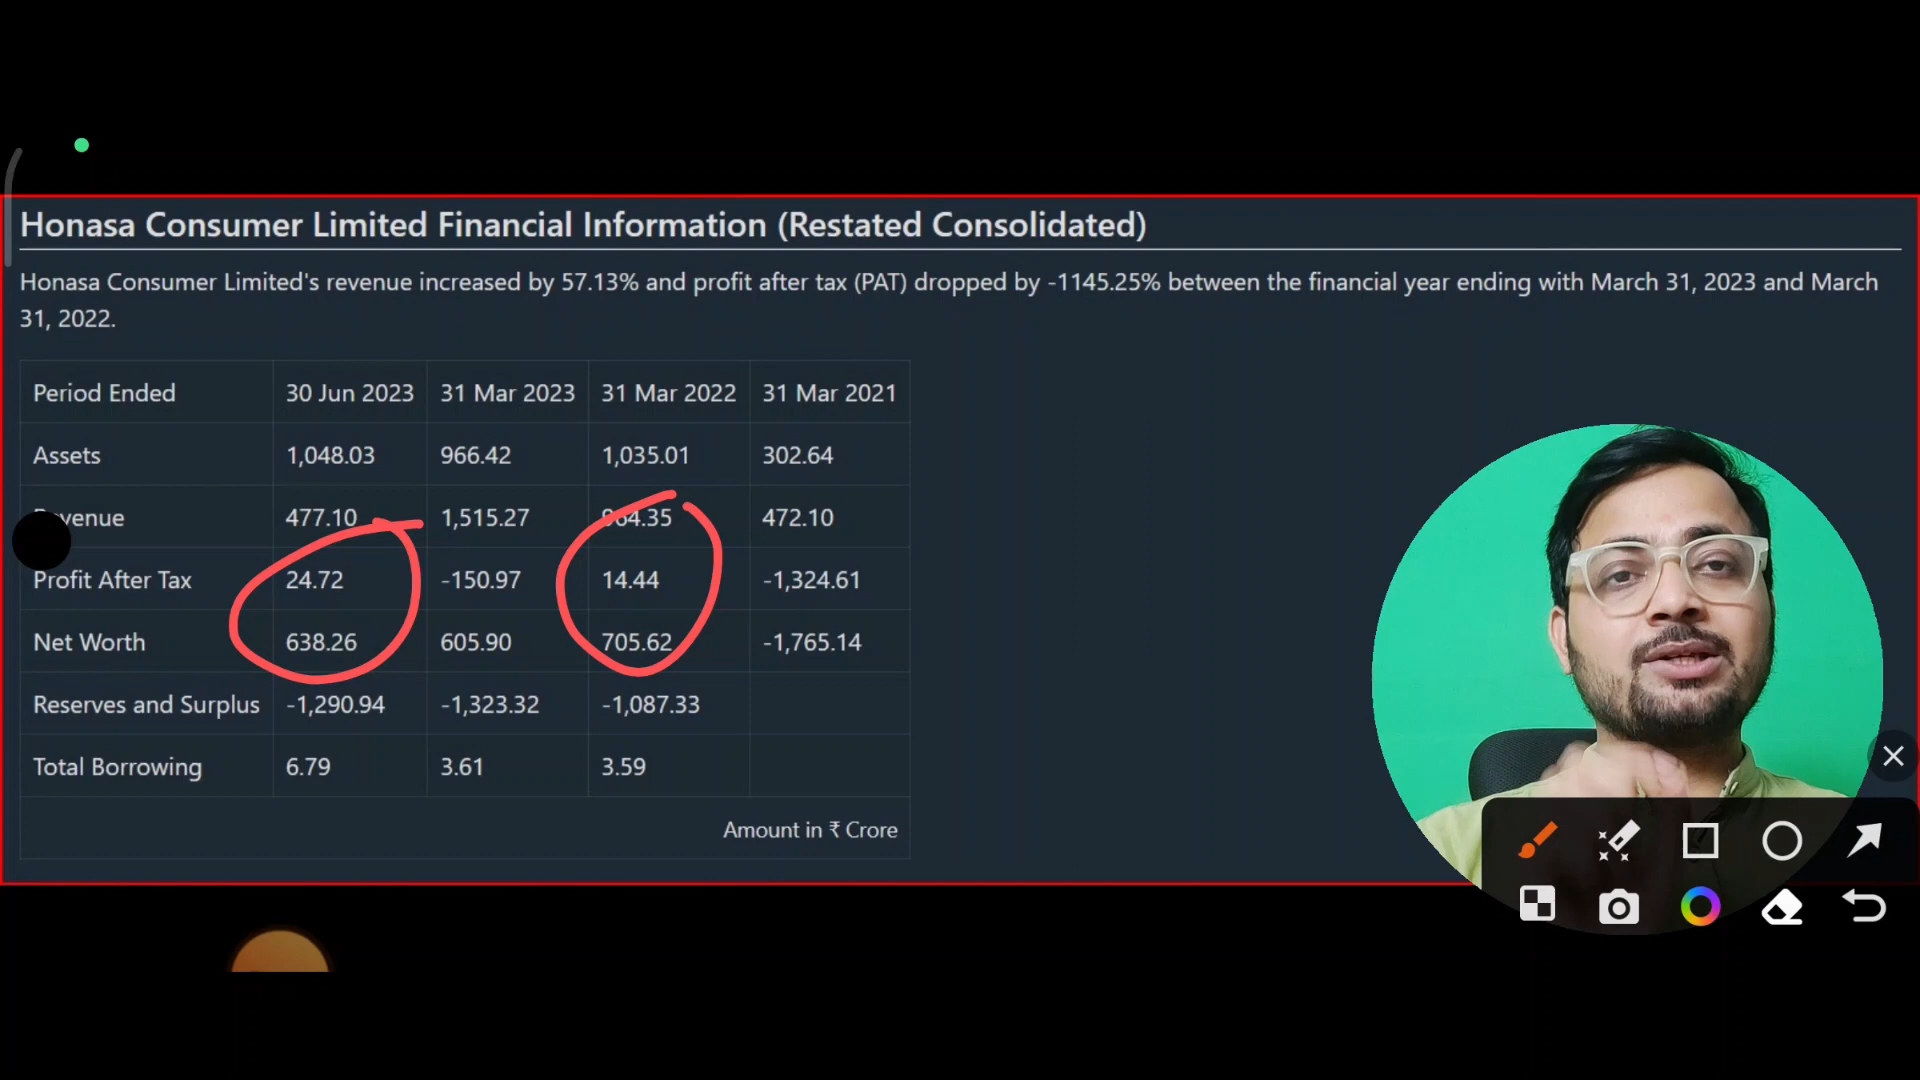 Honasa Consumer Limited Financial Information (Restated Consolidated)
Honasa Consumer Limited's revenue increased by 57.13% and profit after tax (PAT) dropped by -1145.25% between the financial year ending with March 31, 2023 and March
31, 2022.
Period Ended 30 Jun 2023 31 Mar 2023 31 Mar 2022 31 Mar 2021
Assets 1,048.03 966.42 1,035.01 302.64
Revenue 477.10 1,515.27 964.35 472.10
Profit After Tax 24.72 -150.97 14.44 -1,324.61
Net Worth 638.26 605.90 705.62 -1,765.14
Reserves and Surplus -1,290.94 -1,323.32 -1,087.33
Total Borrowing 6.79 3.61 3.59
Amount in ₹ Crore